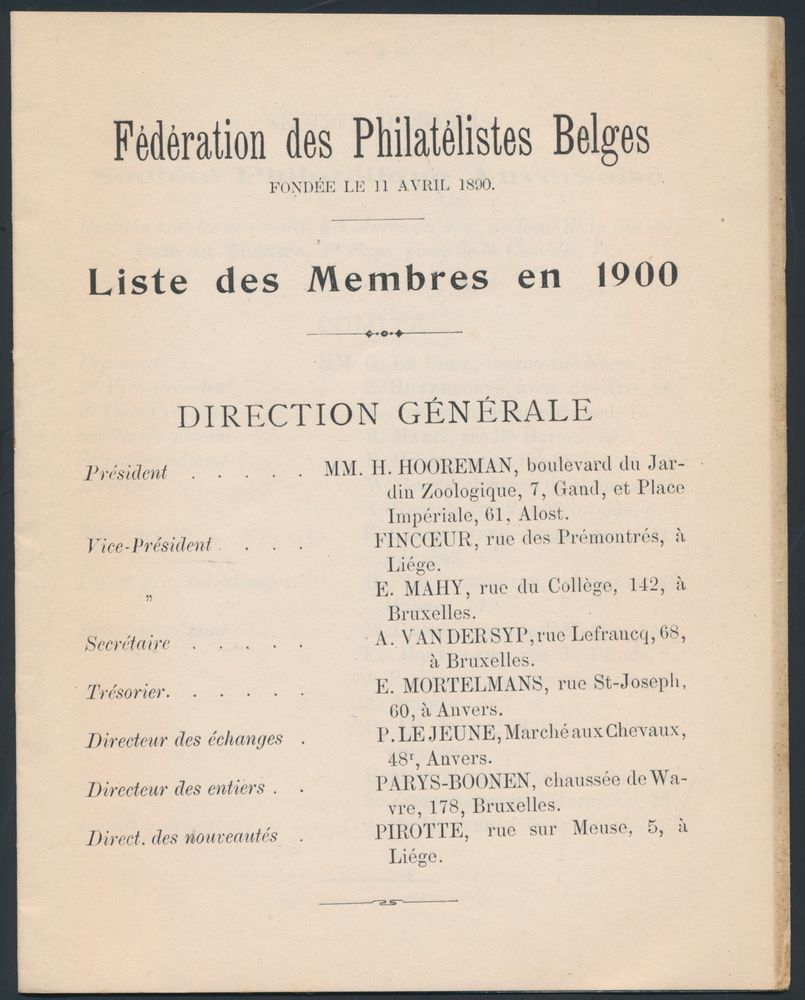 Fédération des Philatélistes Belges
FONDÉE LE 11 AVRIL 1890.
Liste des Membres en 1900
DIRECTION GÉNÉRALE
Président . . . . . MM. H. HOOREMAN, boulevard du Jar-
din Zoologique, 7, Gand, et Place
Impériale, 61, Alost.
Vice-Président . . . . FINCŒUR, rue des Prémontrés, à
Liége.
" E. MAHY, rue du Collège, 142, à
Bruxelles.
Secrétaire . . . . . A. VAN DER SYP, rue Lefrancq, 68,
à Bruxelles.
Trésorier. . . . . . E. MORTELMANS, rue St-Joseph,
60, à Anvers.
Directeur des échanges . P. LE JEUNE, Marché aux Chevaux,
48r, Anvers.
Directeur des entiers . . PARYS-BOONEN, chaussée de Wa-
vre, 178, Bruxelles.
Direct. des nouveautés . PIROTTE, rue sur Meuse, 5, à
Liége.